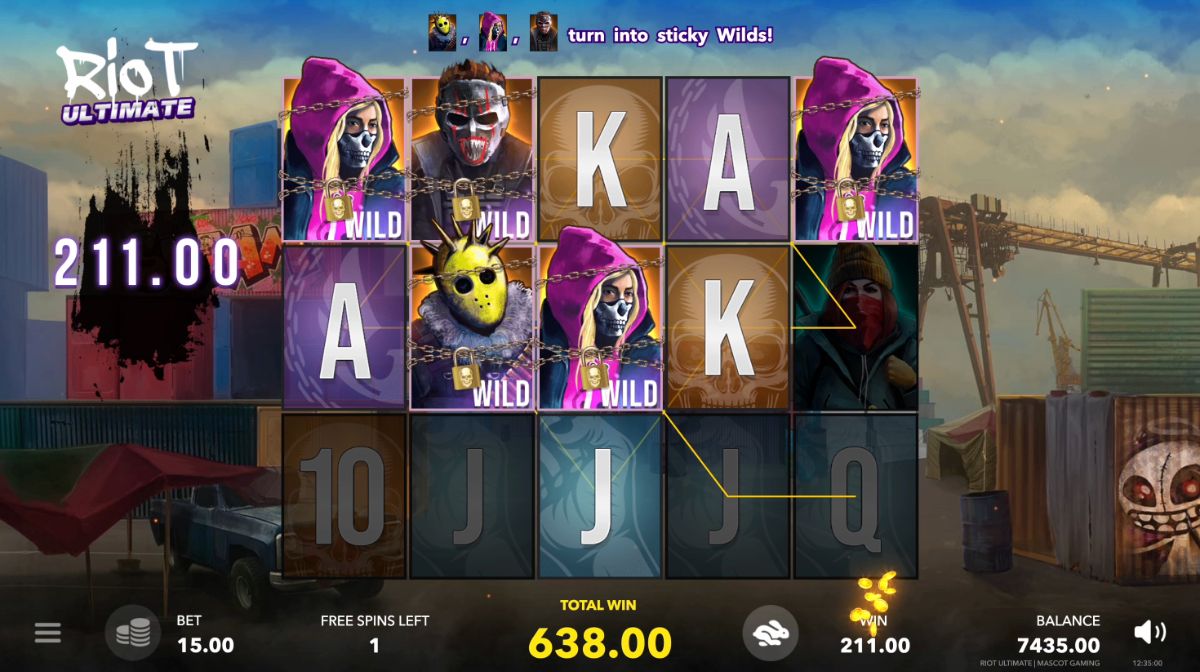 , , turn into sticky Wilds!
RioT
ULTIMATE
WILD
WILD
K
A
WILD
211.00
A
WILD
WILD
K
10
J
J
J
Q
BET
15.00
FREE SPINS LEFT
1
TOTAL WIN
638.00
WIN
211.00
BALANCE
7435.00
RIOT ULTIMATE | MASCOT GAMING
12:35:00